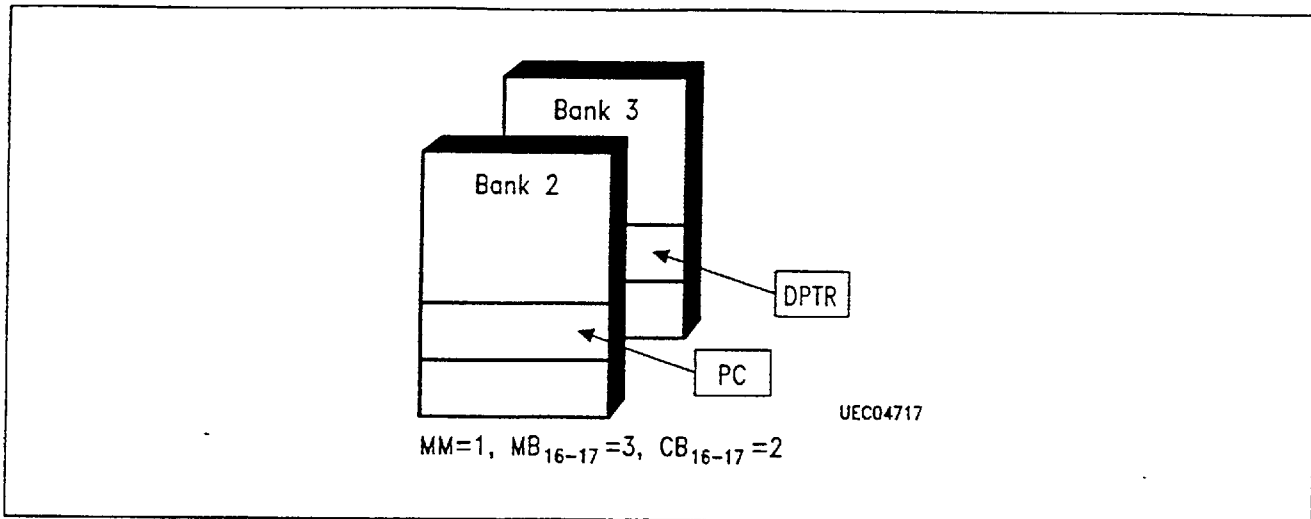 Bank 3
Bank 2
DPTR
PC
UEC04717
MM=1, MB16-17=3, CB16-17=2